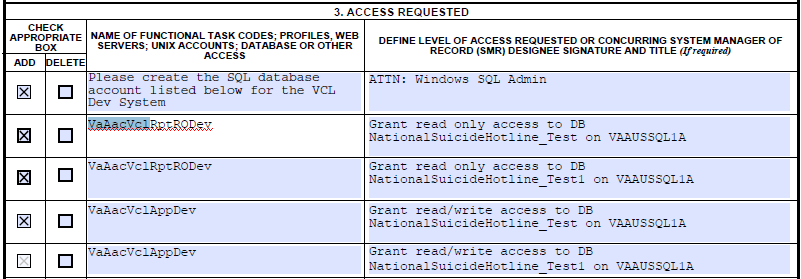 3. ACCESS REQUESTED
CHECK
APPROPRIATE
BOX
ADD DELETE
NAME OF FUNCTIONAL TASK CODES; PROFILES, WEB
SERVERS; UNIX ACCOUNTS; DATABASE OR OTHER
ACCESS
DEFINE LEVEL OF ACCESS REQUESTED OR CONCURRING SYSTEM MANAGER OF
RECORD (SMR) DESIGNEE SIGNATURE AND TITLE (If required)
Please create the SQL database
account listed below for the VCL
Dev System
ATTN: Windows SQL Admin
VaAacVclRptRODev
Grant read only access to DB
NationalSuicideHotline_Test on VAAUSSQL1A
VaAacVclRptRODev
Grant read only access to DB
NationalSuicideHotline_Test1 on VAAUSSQL1A
VaAacVclAppDev
Grant read/write access to DB
NationalSuicideHotline_Test on VAAUSSQL1A
VaAacVclAppDev
Grant read/write access to DB
NationalSuicideHotline_Test1 on VAAUSSQL1A